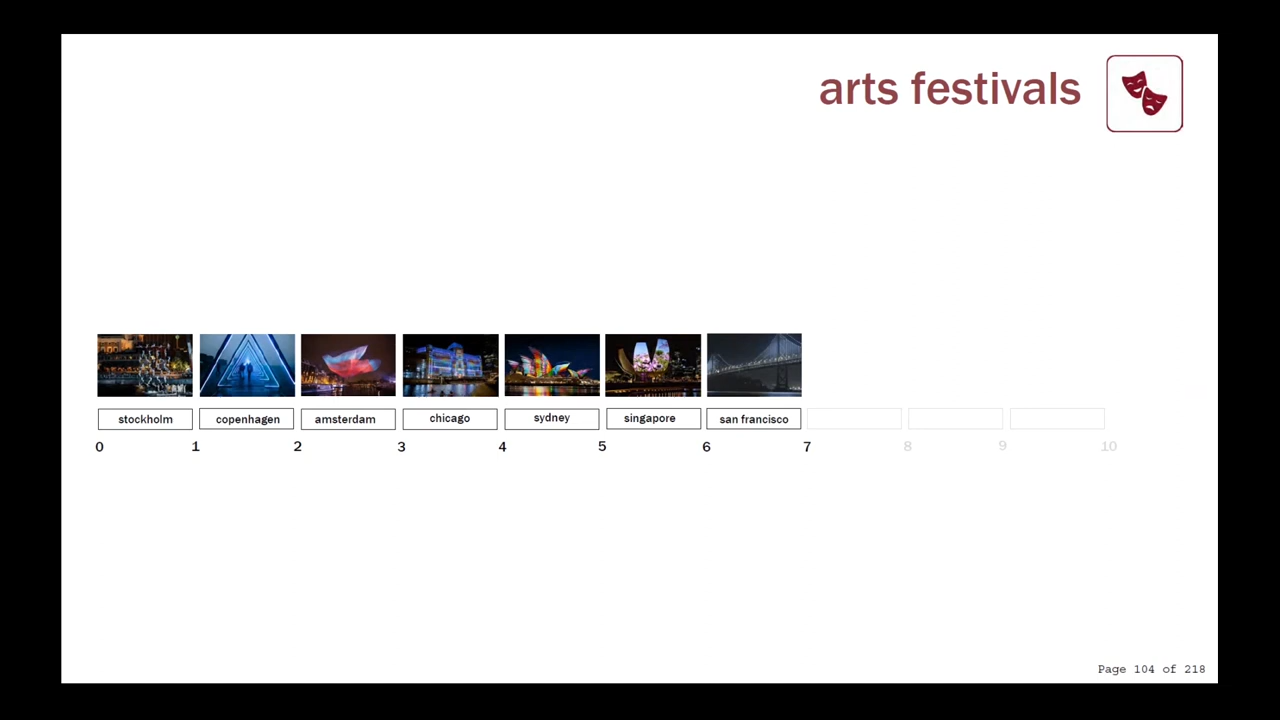 arts festivals
stockholm copenhagen amsterdam chicago sydney singapore san francisco
0 1 2 3 4 5 6 7 8 9 10
Page 104 of 218